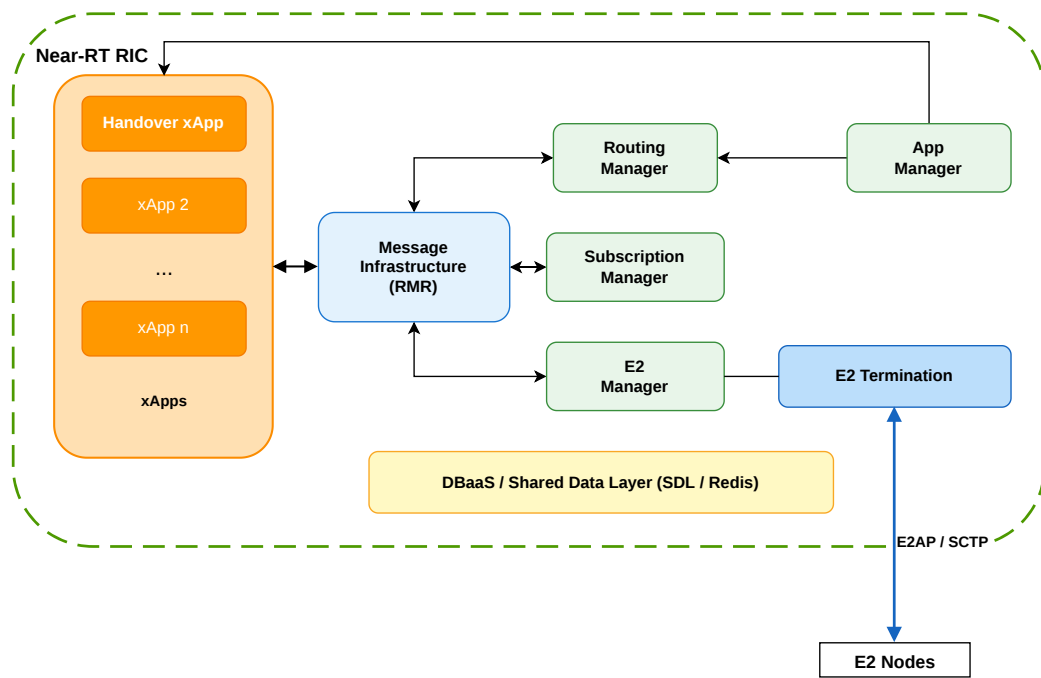 Near-RT RIC
Handover xApp
xApp 2
...
xApp n
xApps
Message
Infrastructure
(RMR)
Routing
Manager
App
Manager
Subscription
Manager
E2
Manager
E2 Termination
DBaaS / Shared Data Layer (SDL / Redis)
E2AP / SCTP
E2 Nodes